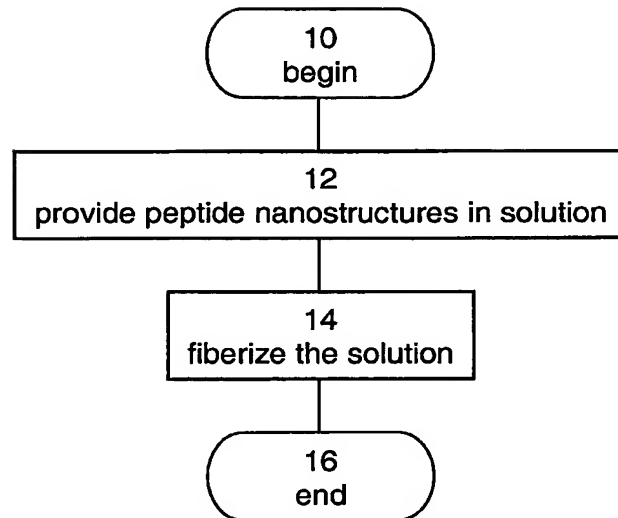 10
begin
12
provide peptide nanostructures in solution
14
fiberize the solution
16
end